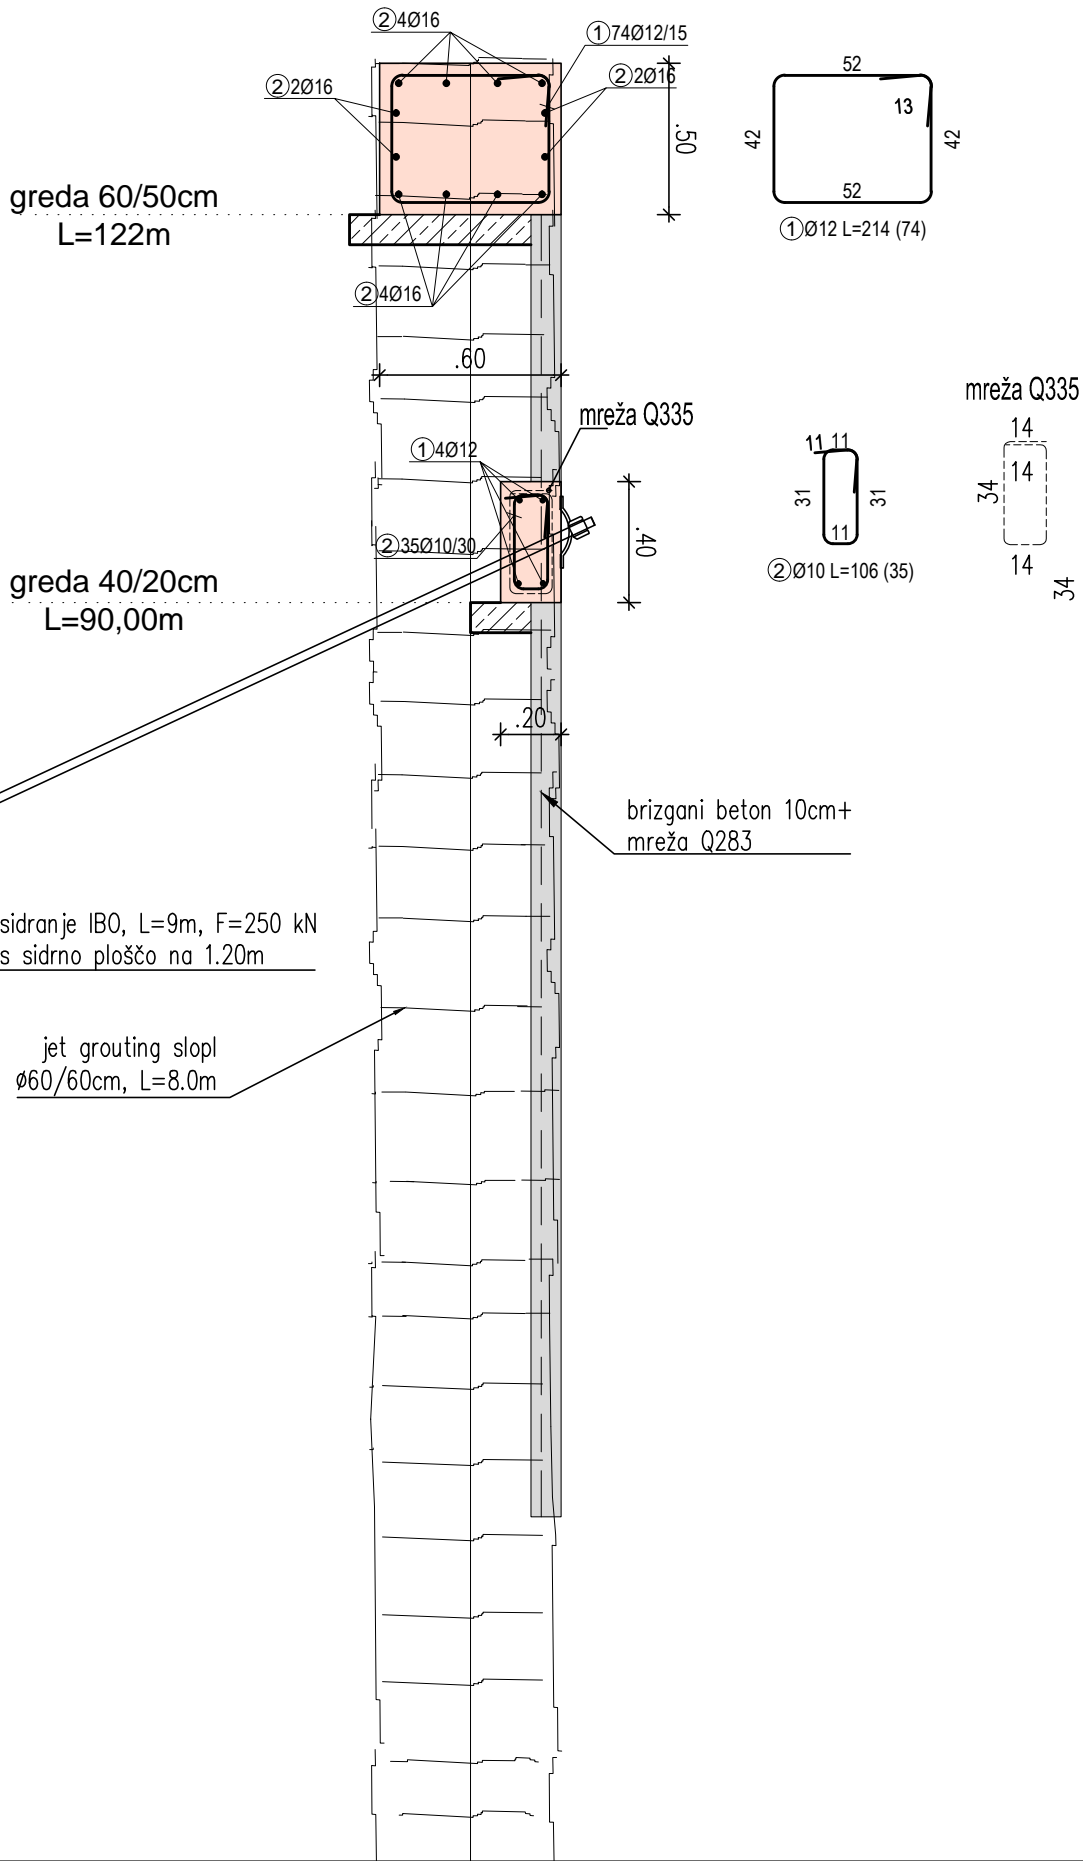 ②4Ø16
①74Ø12/15
②2Ø16
②2Ø16
.50
52
13
42
42
52
①Ø12 L=214 (74)
greda 60/50cm
L=122m
②4Ø16
.60
mreža Q335
①4Ø12
②35Ø10/30
.40
11 11
31
31
11
②Ø10 L=106 (35)
mreža Q335
14
14
34
14
34
greda 40/20cm
L=90,00m
.20
brizgani beton 10cm+
mreža Q283
sidranje IBO, L=9m, F=250 kN
s sidrno ploščo na 1.20m
jet grouting slopI
ø60/60cm, L=8.0m